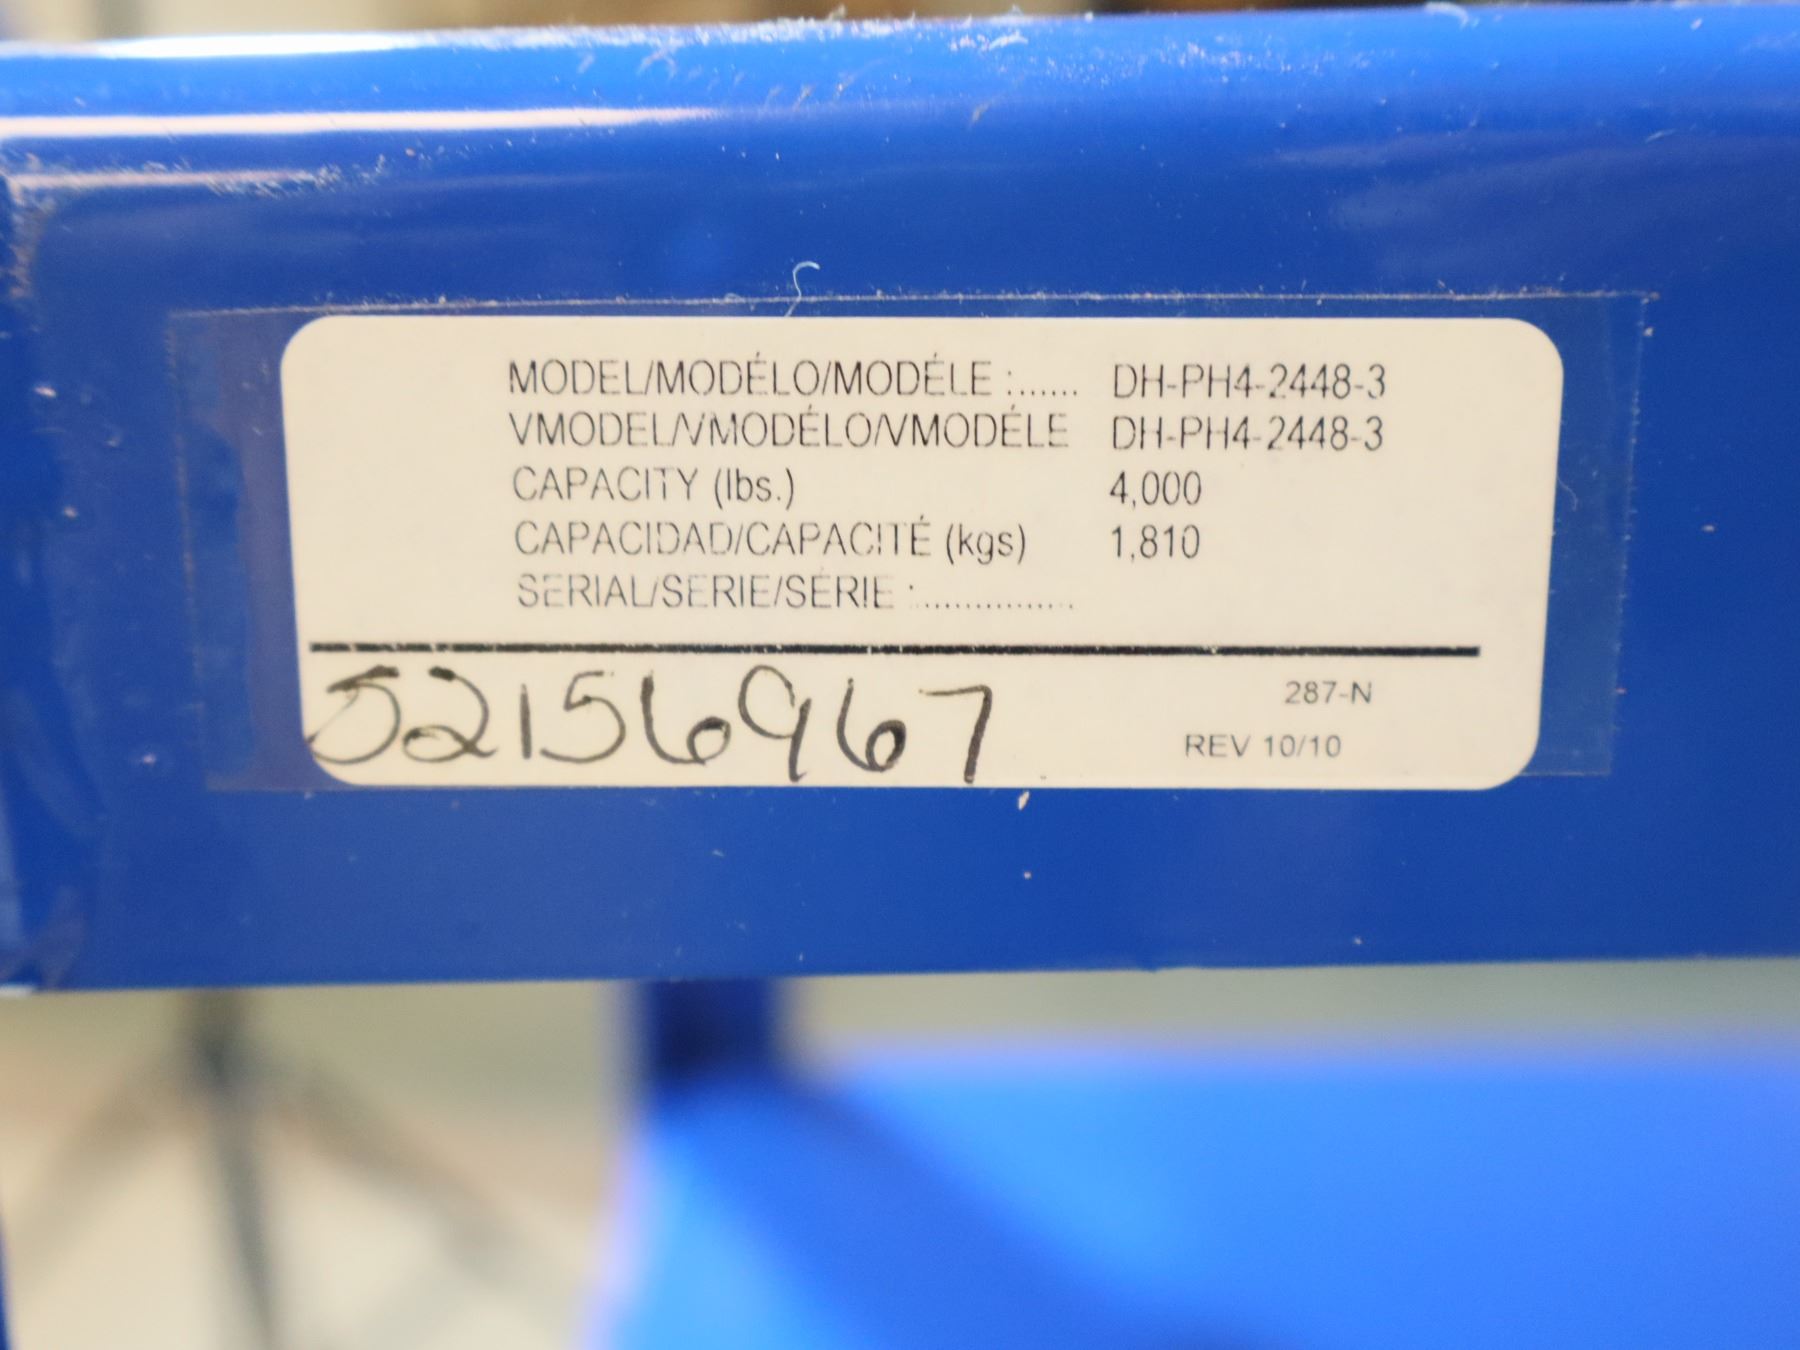 MODEL/MODÉLO/MODÉLE :...... DH-PH4-2448-3
VMODEL/VMODÉLO/VMODÉLE DH-PH4-2448-3
CAPACITY (lbs.) 4,000
CAPACIDAD/CAPACITÉ (kgs) 1,810
SERIAL/SERIE/SÉRIE :...............
52156967
287-N
REV 10/10